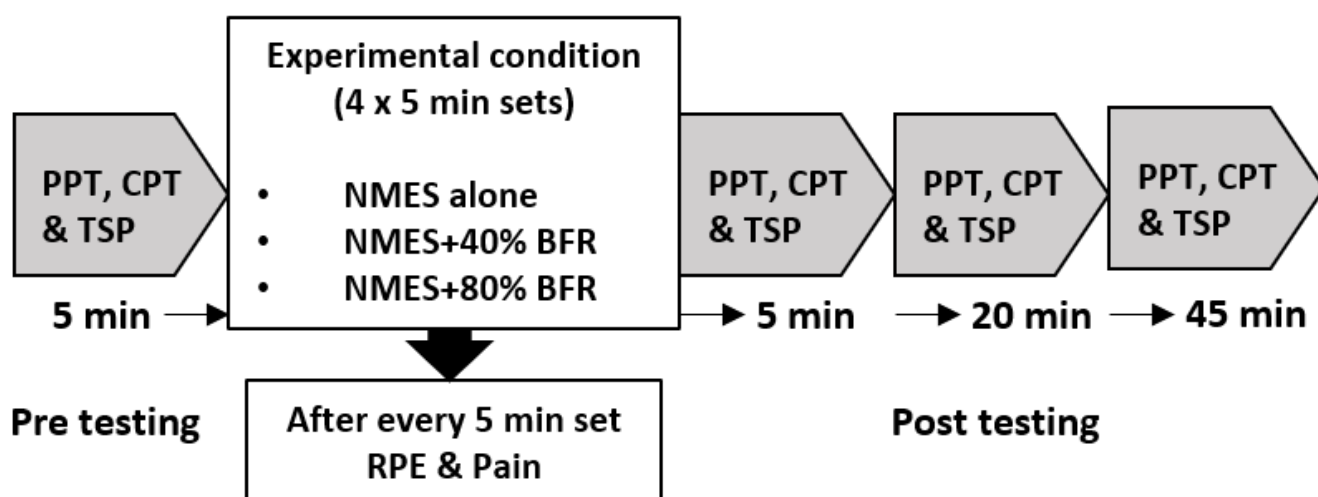 Experimental condition
(4 x 5 min sets)
PPT, CPT
& TSP
• NMES alone
• NMES+40% BFR
• NMES+80% BFR
PPT, CPT
& TSP
PPT, CPT
& TSP
PPT, CPT
& TSP
5 min
5 min
20 min
45 min
Pre testing
After every 5 min set
RPE & Pain
Post testing